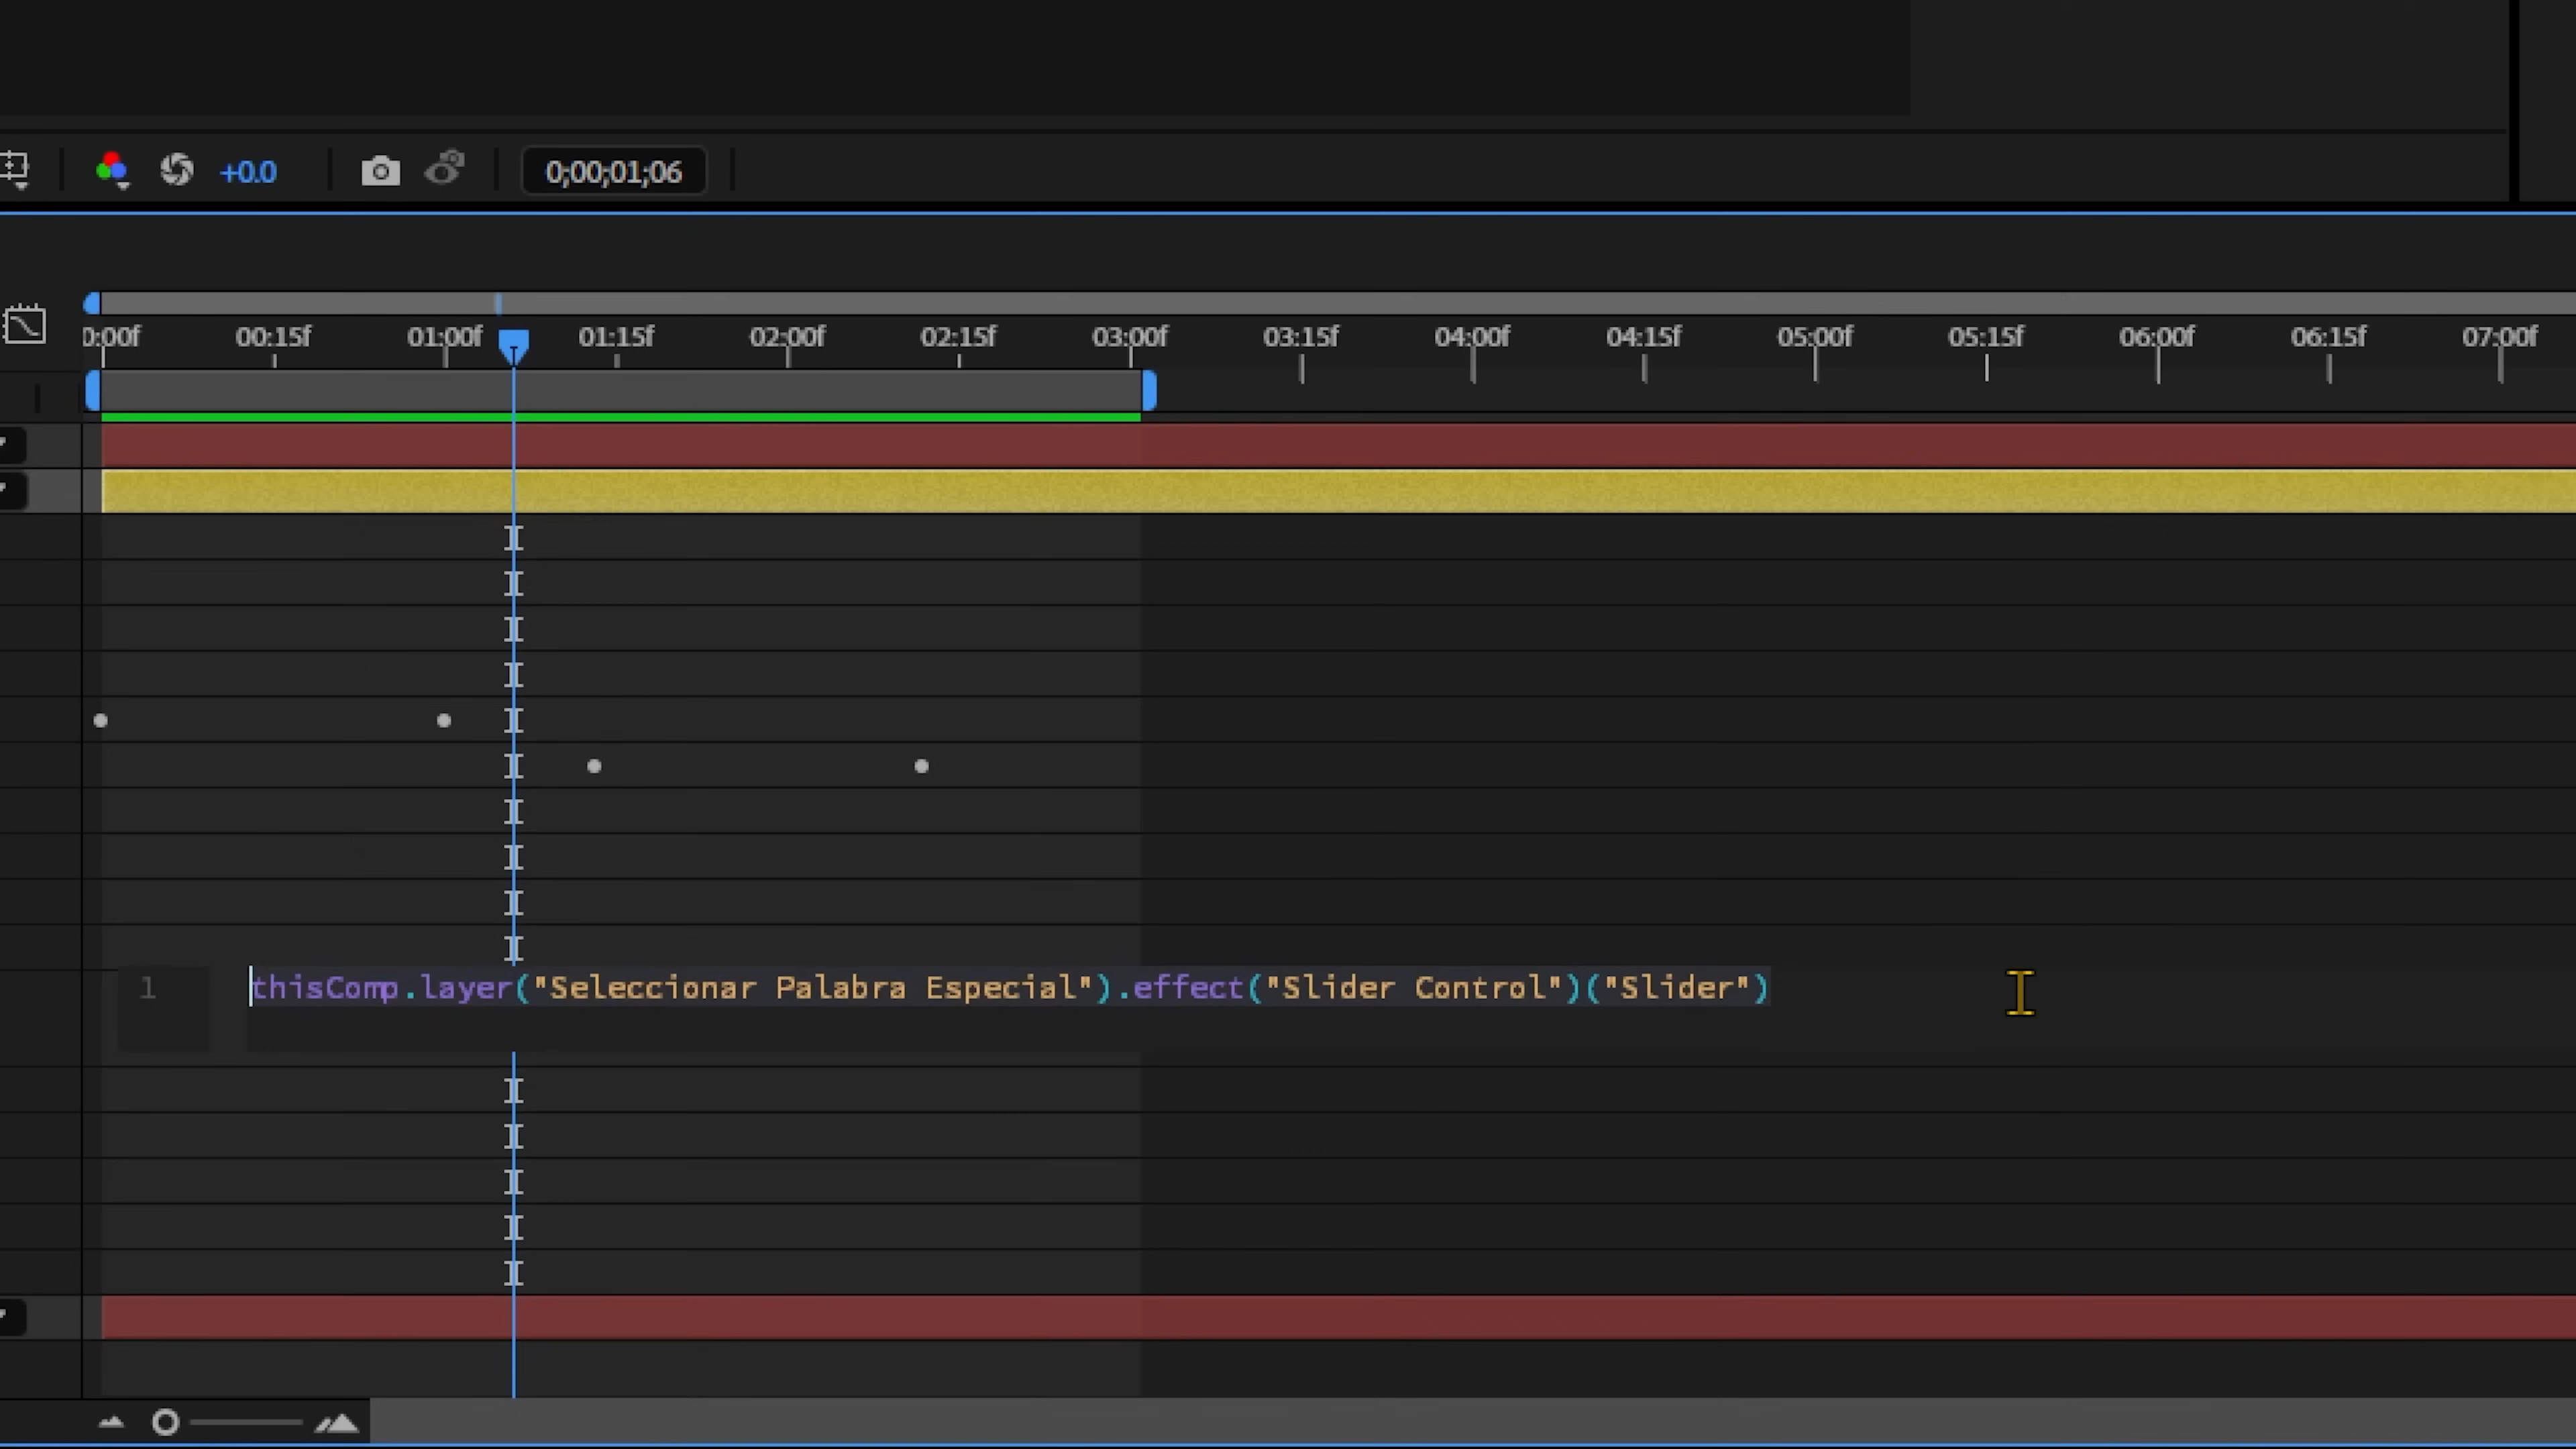 +0.0 0;00;01;06
0:00f 00:15f 01:00f 01:15f 02:00f 02:15f 03:00f 03:15f 04:00f 04:15f 05:00f 05:15f 06:00f 06:15f 07:00f
1 thisComp.layer("Seleccionar Palabra Especial").effect("Slider Control")("Slider")